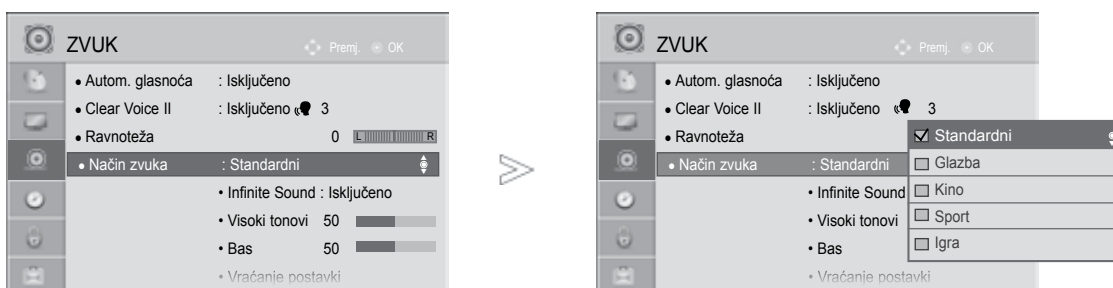 ZVUK
Premj. OK
• Autom. glasnoća : Isključeno
• Clear Voice II : Isključeno 3
• Ravnoteža 0 L R
• Način zvuka : Standardni
• Infinite Sound : Isključeno
• Visoki tonovi 50
• Bas 50
• Vraćanje postavki
>
ZVUK
Premj. OK
• Autom. glasnoća : Isključeno
• Clear Voice II : Isključeno 3
• Ravnoteža
• Način zvuka : Standardni
• Infinite Sound
• Visoki tonovi
• Bas
• Vraćanje postavki
Standardni
Glazba
Kino
Sport
Igra